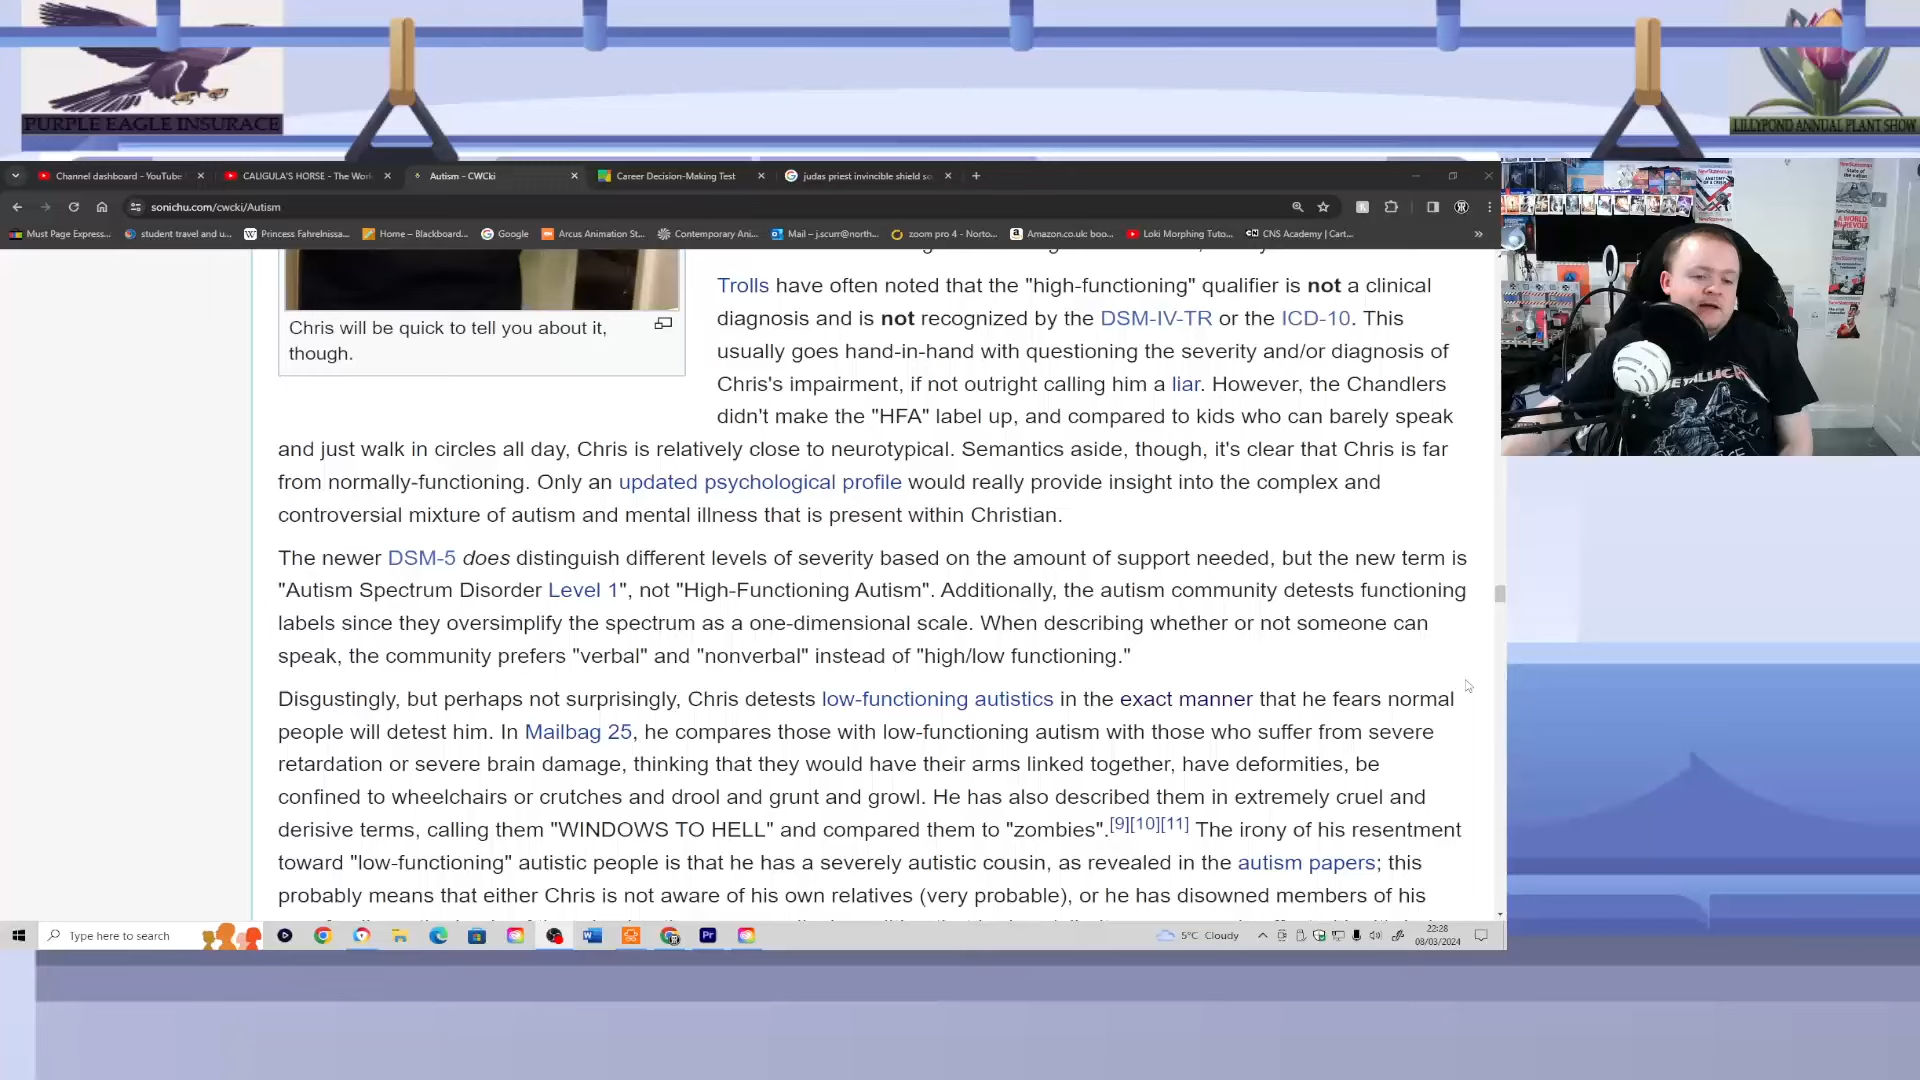 PURPLE EAGLE INSURACE
LILLYPOND ANNUAL PLANT SHOW
Channel dashboard - YouTube
CALIGULA'S HORSE - The Wor
Autism - CWCki
Career Decision-Making Test
judas priest invincible shield so
sonichu.com/cwcki/Autism
Must Page Express...
student travel and u...
Princess Fahrelnissa...
Home – Blackboard...
Google
Arcus Animation St...
Contemporary Ani...
Mail – j.scurr@north...
zoom pro 4 - Norto...
Amazon.co.uk: boo...
Loki Morphing Tuto...
CNS Academy | Cart...
Chris will be quick to tell you about it,
though.
Trolls have often noted that the "high-functioning" qualifier is not a clinical
diagnosis and is not recognized by the DSM-IV-TR or the ICD-10. This
usually goes hand-in-hand with questioning the severity and/or diagnosis of
Chris's impairment, if not outright calling him a liar. However, the Chandlers
didn't make the "HFA" label up, and compared to kids who can barely speak
and just walk in circles all day, Chris is relatively close to neurotypical. Semantics aside, though, it's clear that Chris is far
from normally-functioning. Only an updated psychological profile would really provide insight into the complex and
controversial mixture of autism and mental illness that is present within Christian.
The newer DSM-5 does distinguish different levels of severity based on the amount of support needed, but the new term is
"Autism Spectrum Disorder Level 1", not "High-Functioning Autism". Additionally, the autism community detests functioning
labels since they oversimplify the spectrum as a one-dimensional scale. When describing whether or not someone can
speak, the community prefers "verbal" and "nonverbal" instead of "high/low functioning."
Disgustingly, but perhaps not surprisingly, Chris detests low-functioning autistics in the exact manner that he fears normal
people will detest him. In Mailbag 25, he compares those with low-functioning autism with those who suffer from severe
retardation or severe brain damage, thinking that they would have their arms linked together, have deformities, be
confined to wheelchairs or crutches and drool and grunt and growl. He has also described them in extremely cruel and
derisive terms, calling them "WINDOWS TO HELL" and compared them to "zombies".[9][10][11] The irony of his resentment
toward "low-functioning" autistic people is that he has a severely autistic cousin, as revealed in the autism papers; this
probably means that either Chris is not aware of his own relatives (very probable), or he has disowned members of his
METALLICA
Type here to search
5°C Cloudy
22:28
08/03/2024